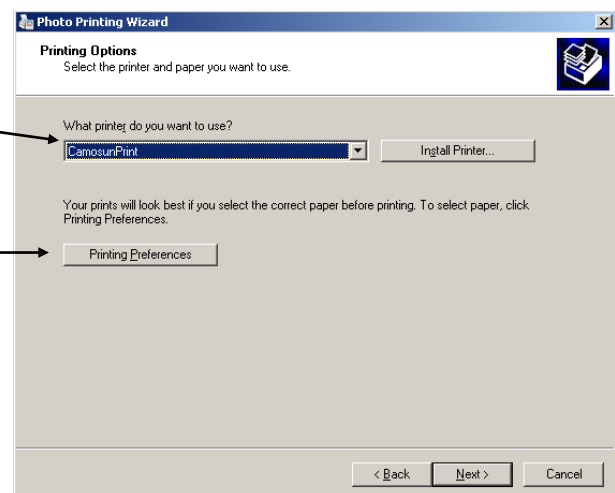 Photo Printing Wizard
Printing Options
Select the printer and paper you want to use.
What printer do you want to use?
CamosunPrint
Install Printer...
Your prints will look best if you select the correct paper before printing. To select paper, click
Printing Preferences.
Printing Preferences
< Back
Next >
Cancel